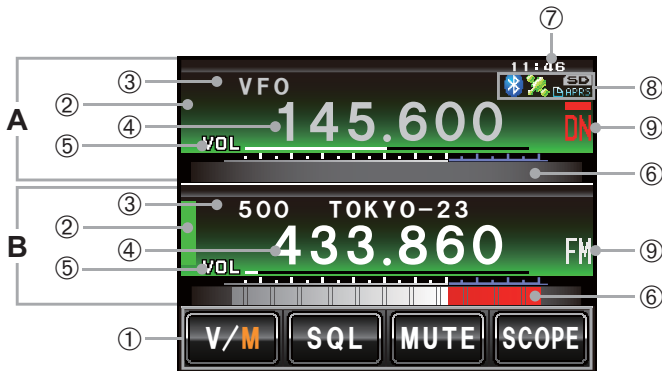 ⑦
11:46
③ VFO SD ⑧
② APRS
A ④ 145.600 DN ⑨
⑤ VOL
⑥
③ 500 TOKYO-23
②
B ④ 433.860 FM ⑨
⑤ VOL
⑥
① V/M SQL MUTE SCOPE